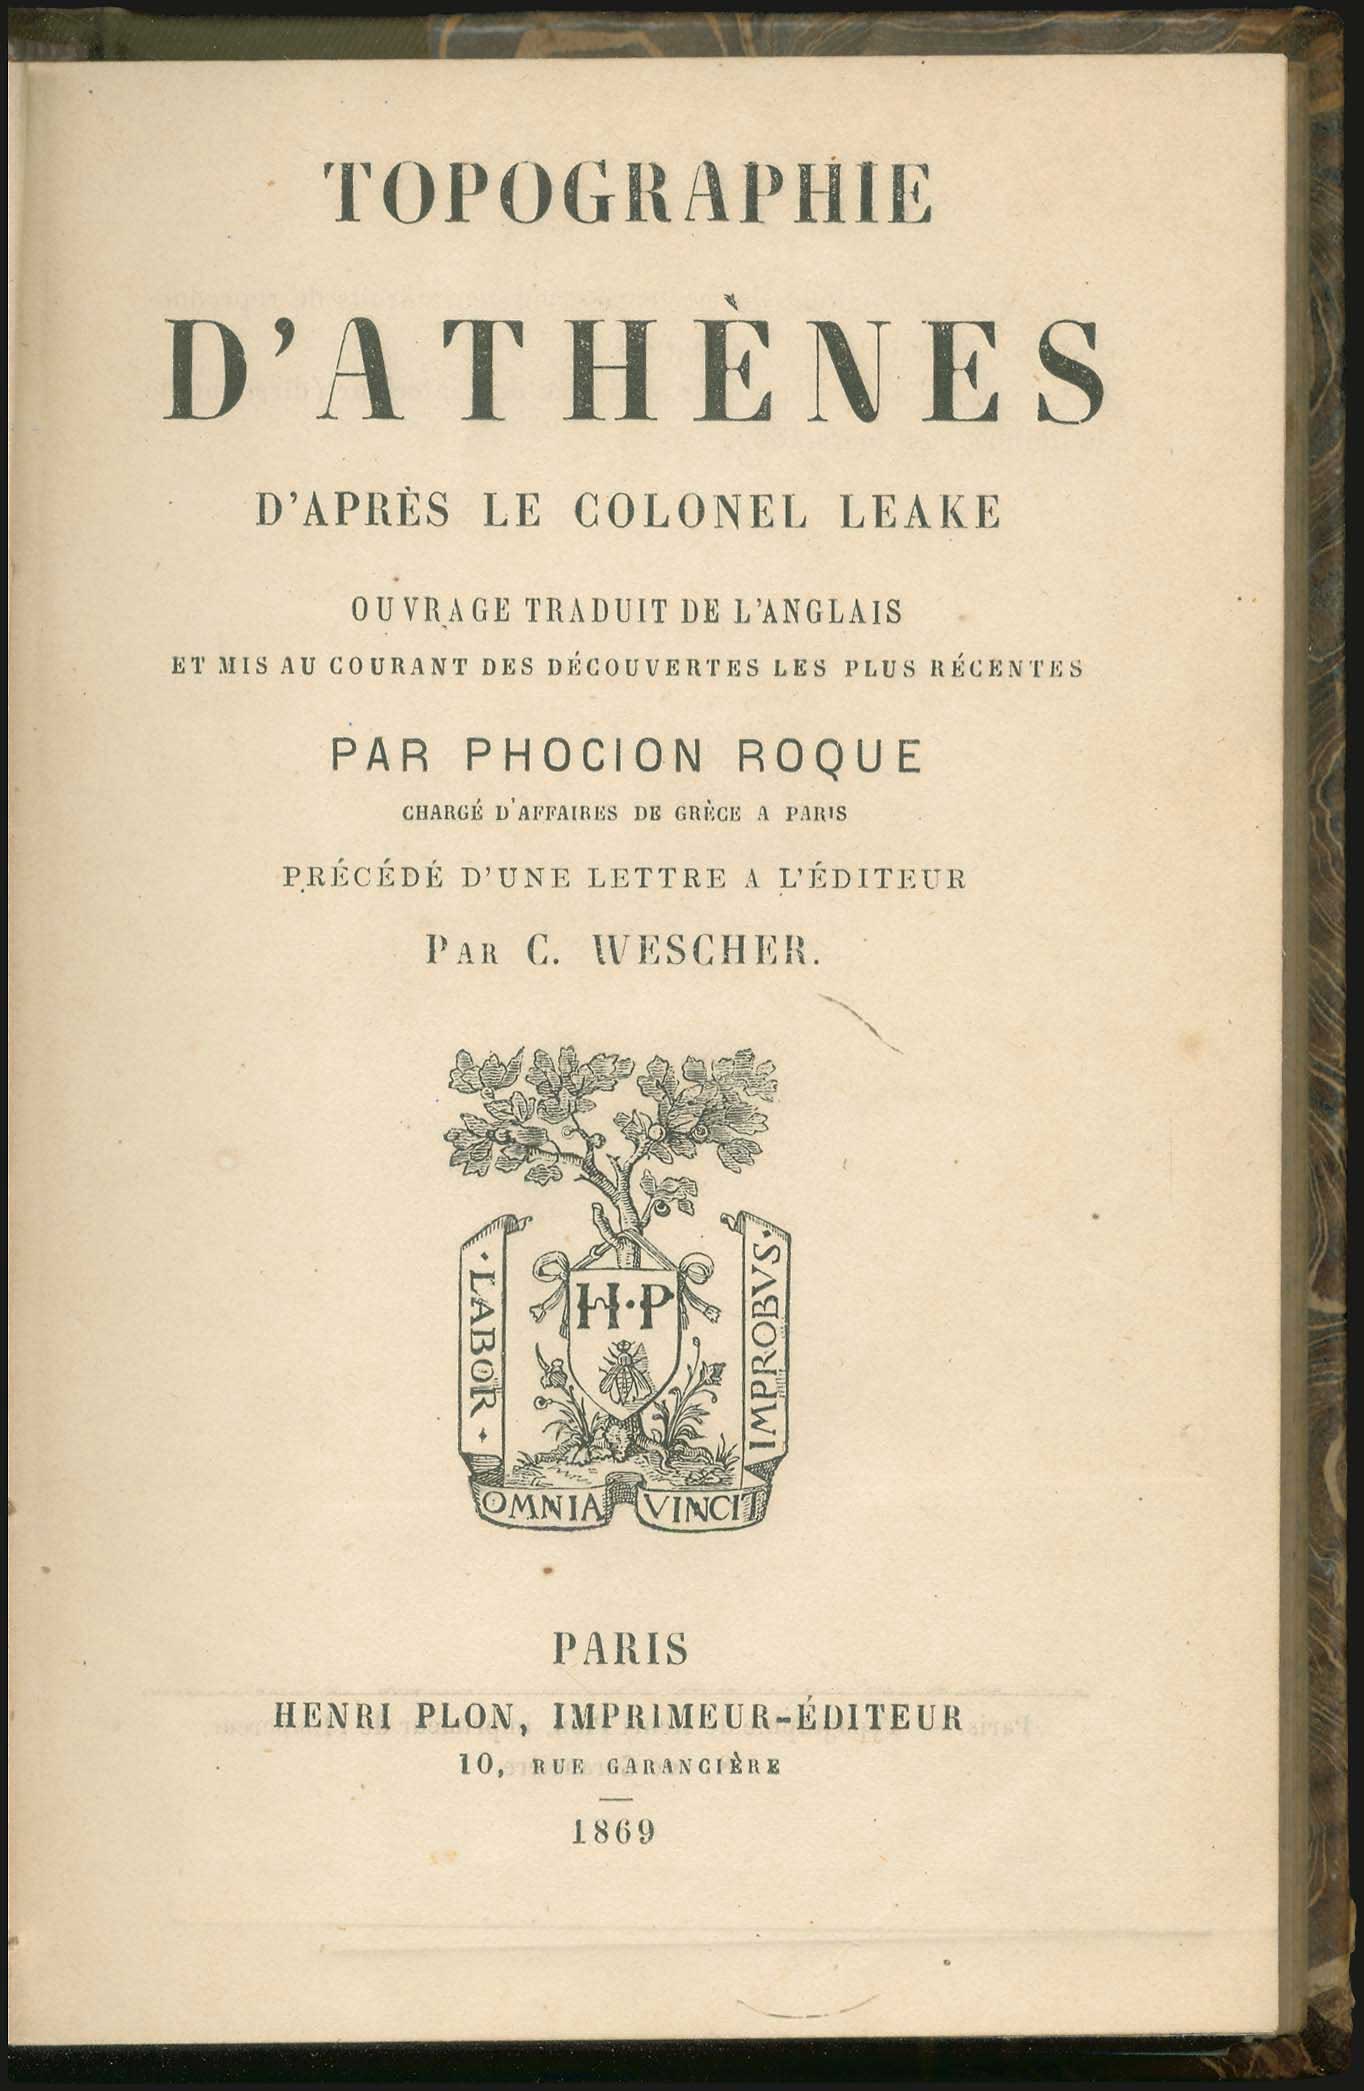 TOPOGRAPHIE
D'ATHÈNES
D'APRÈS LE COLONEL LEAKE
OUVRAGE TRADUIT DE L'ANGLAIS
ET MIS AU COURANT DES DÉCOUVERTES LES PLUS RÉCENTES
PAR PHOCION ROQUE
CHARGÉ D'AFFAIRES DE GRÈCE A PARIS
PRÉCÉDÉ D'UNE LETTRE A L'ÉDITEUR
PAR C. WESCHER.
H·P
·LABOR·
IMPROBVS·
OMNIA VINCIT
PARIS
HENRI PLON, IMPRIMEUR-ÉDITEUR
10, RUE GARANCIÈRE
1869